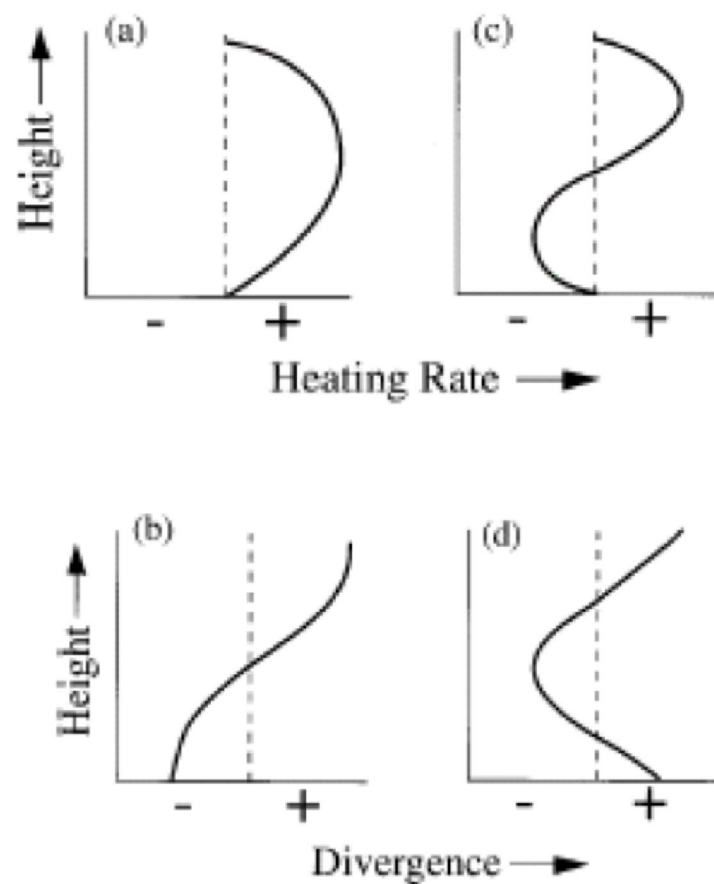 (a) (c)
Height
- + - +
Heating Rate
(b) (d)
Height
- + - +
Divergence